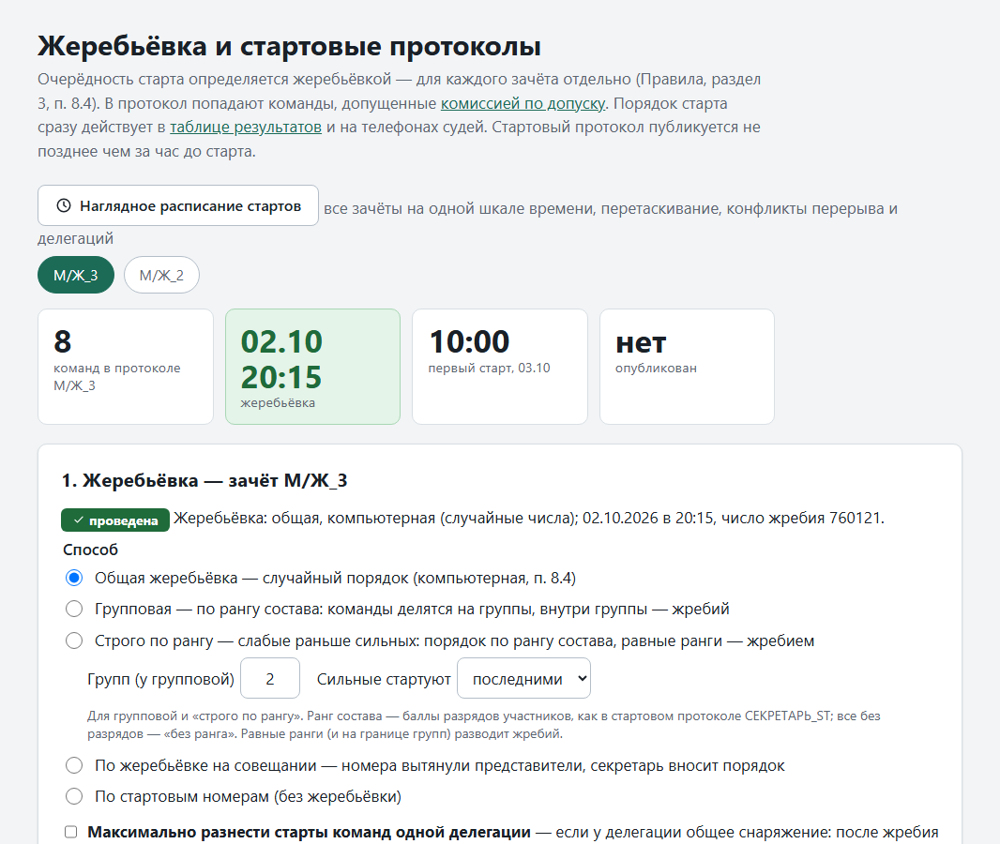 Жеребьёвка и стартовые протоколы
Очерёдность старта определяется жеребьёвкой — для каждого зачёта отдельно (Правила, раздел
3, п. 8.4). В протокол попадают команды, допущенные комиссией по допуску. Порядок старта
сразу действует в таблице результатов и на телефонах судей. Стартовый протокол публикуется не
позднее чем за час до старта.
Наглядное расписание стартов все зачёты на одной шкале времени, перетаскивание, конфликты перерыва и
делегаций
М/Ж_3 М/Ж_2
8
команд в протоколе
М/Ж_3
02.10
20:15
жеребьёвка
10:00
первый старт, 03.10
нет
опубликован
1. Жеребьёвка — зачёт М/Ж_3
✓ проведена Жеребьёвка: общая, компьютерная (случайные числа); 02.10.2026 в 20:15, число жребия 760121.
Способ
Общая жеребьёвка — случайный порядок (компьютерная, п. 8.4)
Групповая — по рангу состава: команды делятся на группы, внутри группы — жребий
Строго по рангу — слабые раньше сильных: порядок по рангу состава, равные ранги — жребием
Групп (у групповой) 2 Сильные стартуют последними
Для групповой и «строго по рангу». Ранг состава — баллы разрядов участников, как в стартовом протоколе СЕКРЕТАРЬ_ST; все без
разрядов — «без ранга». Равные ранги (и на границе групп) разводит жребий.
По жеребьёвке на совещании — номера вытянули представители, секретарь вносит порядок
По стартовым номерам (без жеребьёвки)
Максимально разнести старты команд одной делегации — если у делегации общее снаряжение: после жребия